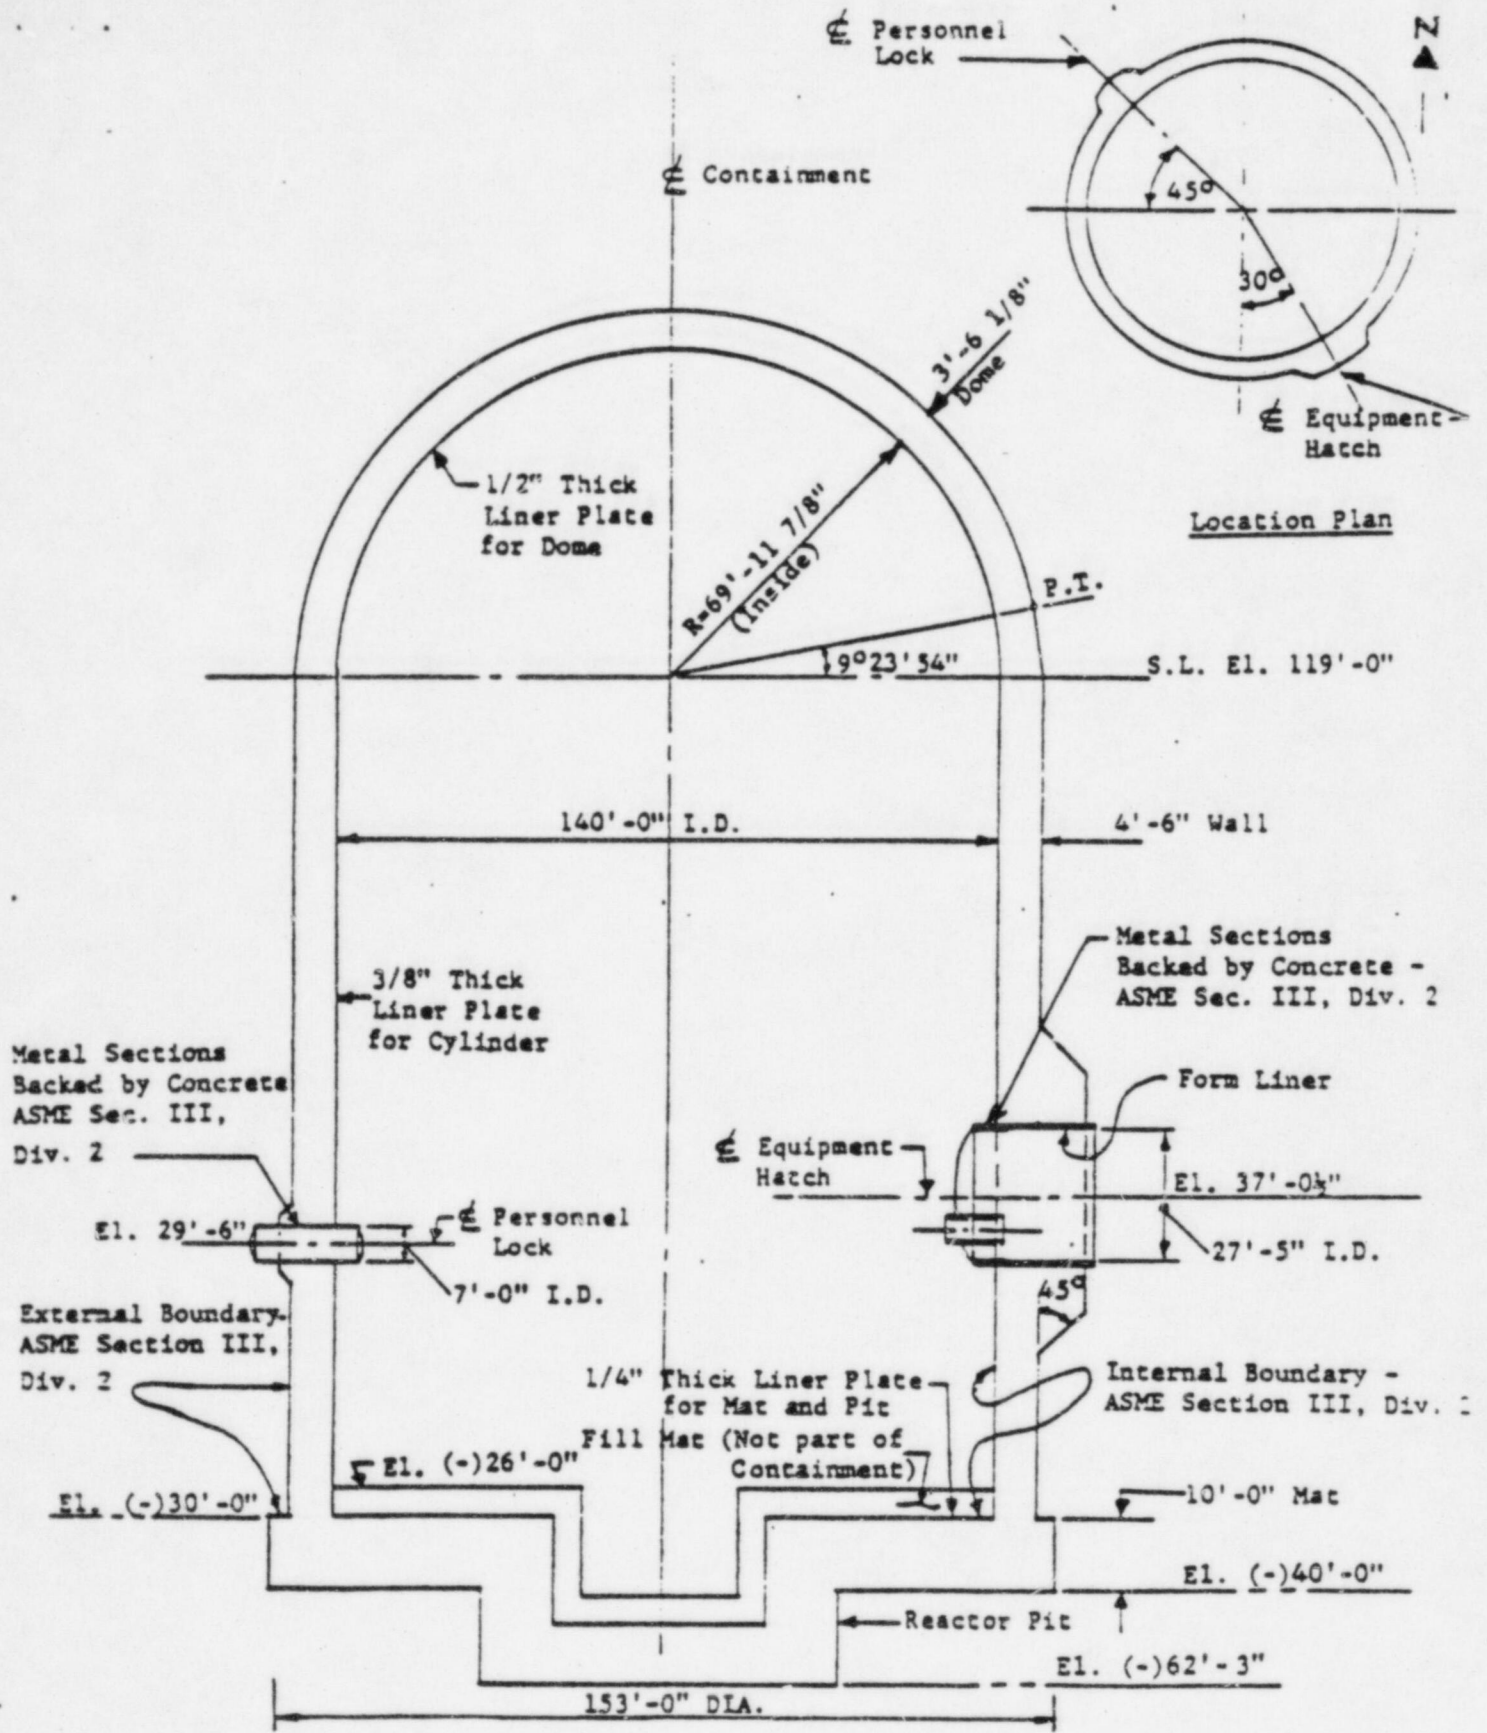 ℄ Personnel
Lock
N
℄ Containment
45°
30°
3'-6 1/8"
Dome
℄ Equipment
Hatch
1/2" Thick
Liner Plate
for Dome
R=69'-11 7/8"
(Inside)
Location Plan
P.T.
9°23'54"
S.L. El. 119'-0"
140'-0" I.D.
4'-6" Wall
Metal Sections
Backed by Concrete -
ASME Sec. III, Div. 2
3/8" Thick
Liner Plate
for Cylinder
Metal Sections
Backed by Concrete
ASME Sec. III,
Div. 2
Form Liner
℄ Equipment
Hatch
El. 37'-0½"
El. 29'-6"
℄ Personnel
Lock
27'-5" I.D.
7'-0" I.D.
45°
External Boundary-
ASME Section III,
Div. 2
1/4" Thick Liner Plate
for Mat and Pit
Internal Boundary -
ASME Section III, Div.
Fill Mat (Not part of
Containment)
El. (-)26'-0"
El. (-)30'-0"
10'-0" Mat
El. (-)40'-0"
Reactor Pit
El. (-)62'-3"
153'-0" DIA.